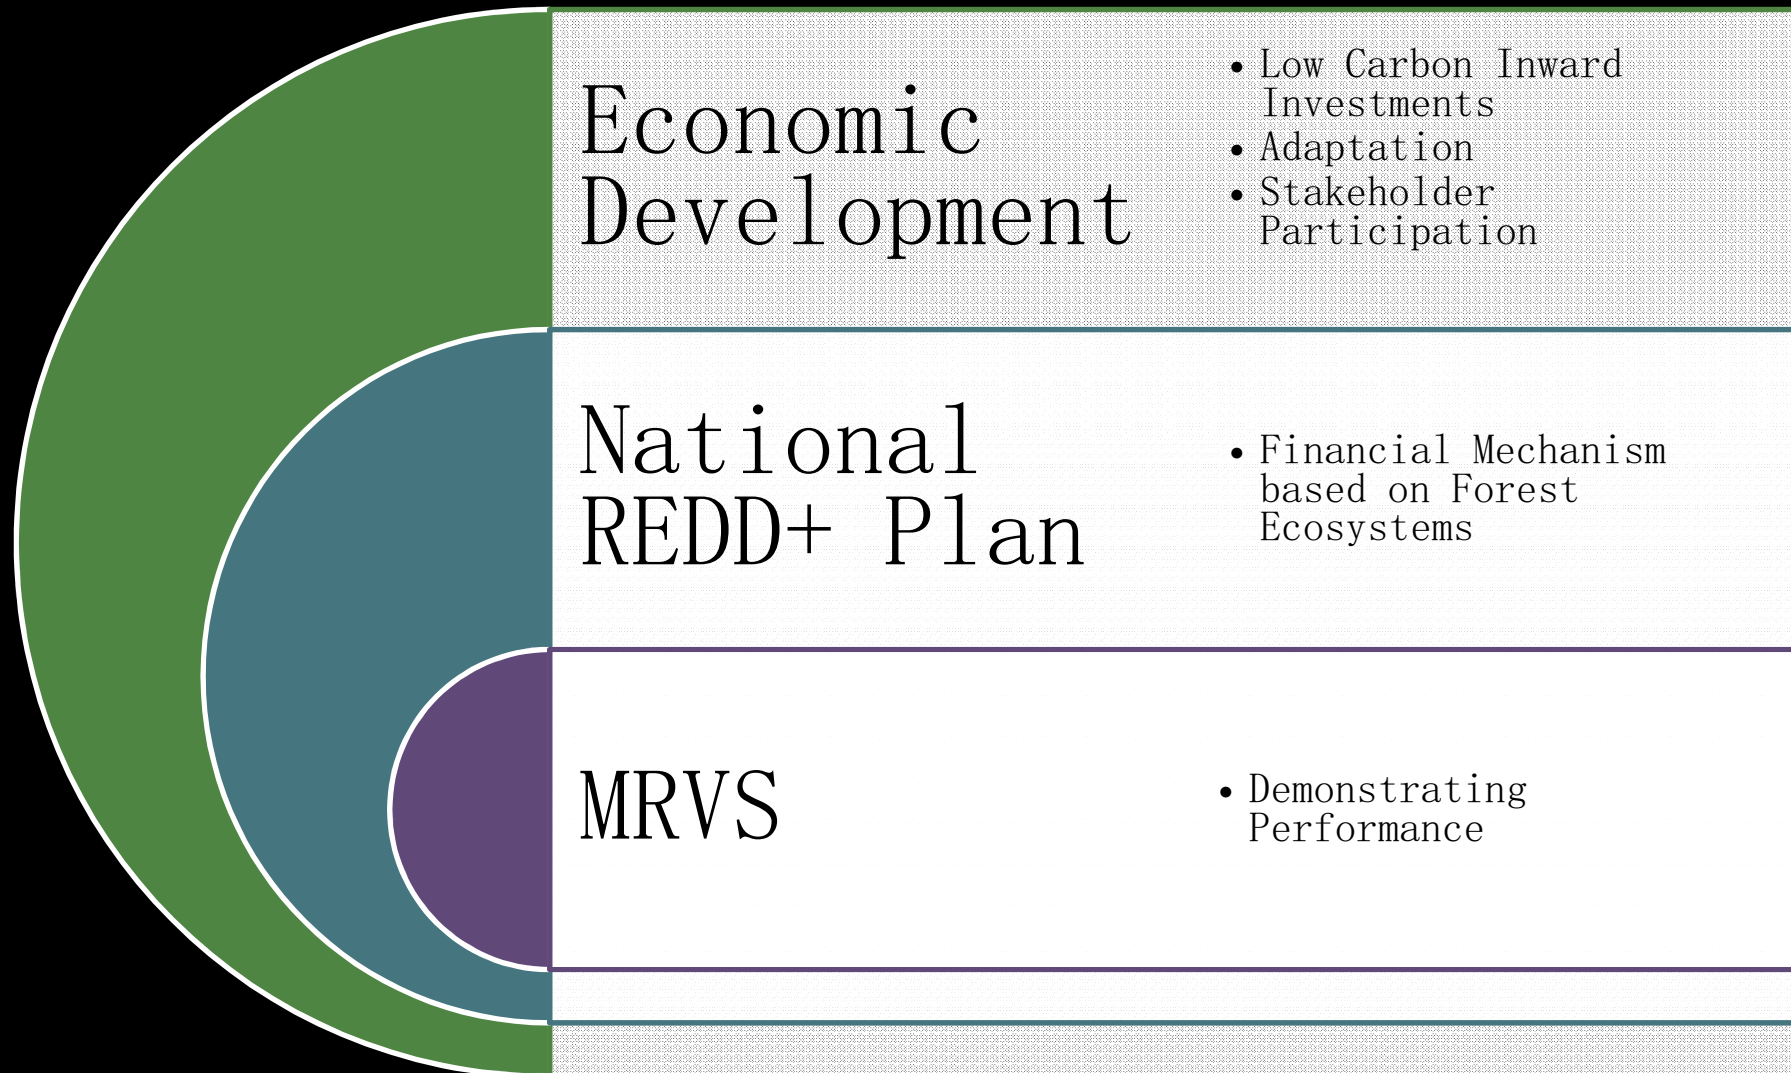 Economic
Development
• Low Carbon Inward
Investments
• Adaptation
• Stakeholder
Participation
National
REDD+ Plan
• Financial Mechanism
based on Forest
Ecosystems
MRVS
• Demonstrating
Performance